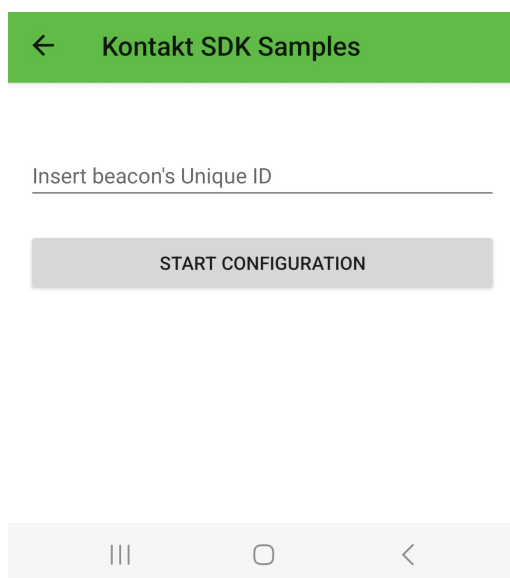 Kontakt SDK Samples
Insert beacon's Unique ID
START CONFIGURATION